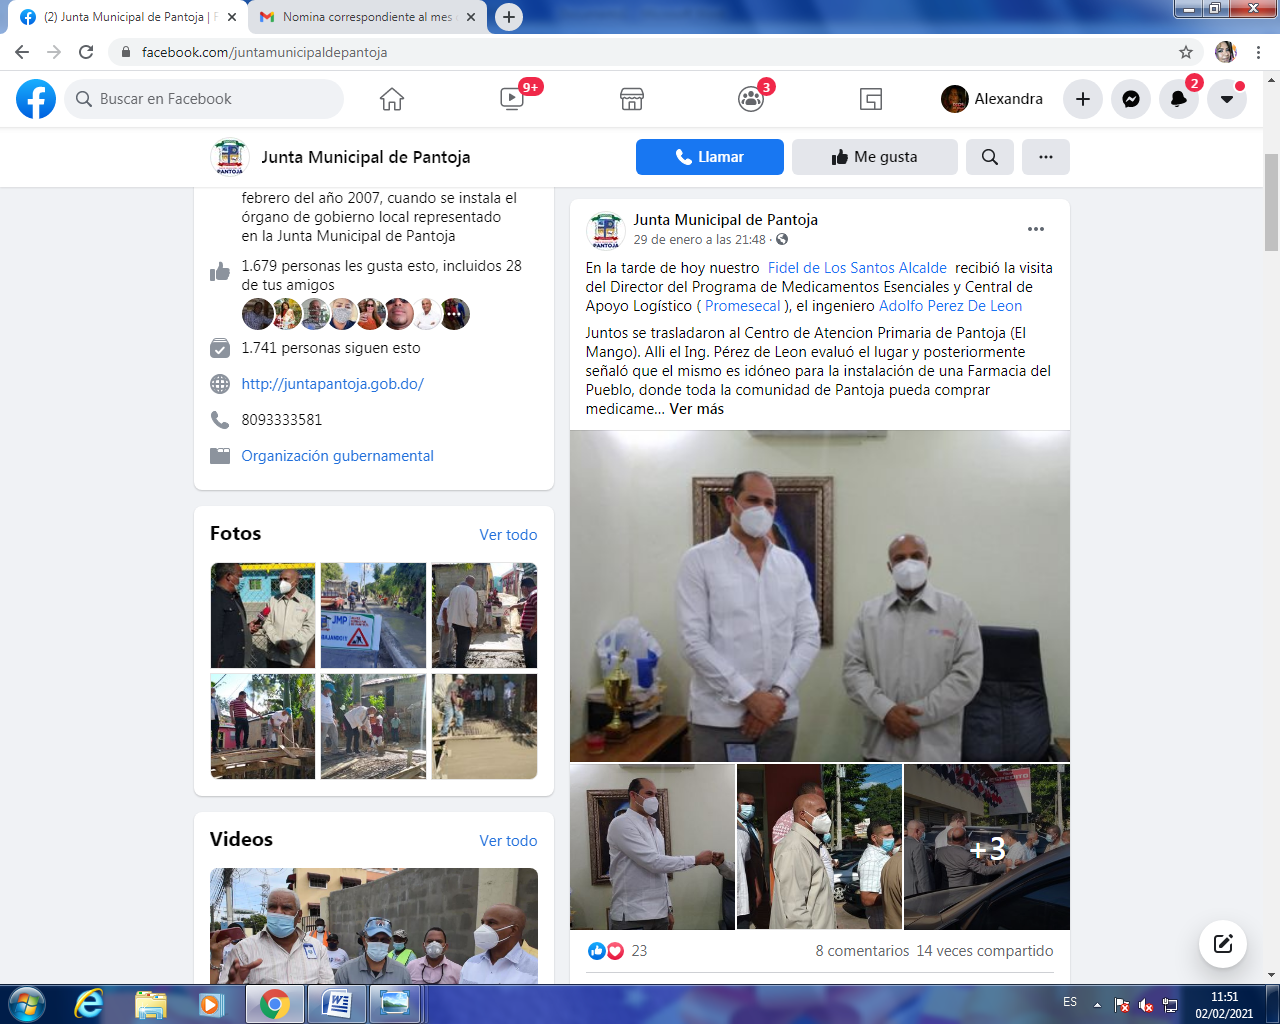 (2) Junta Municipal de Pantoja | F
Nomina correspondiente al mes
facebook.com/juntamunicipaldepantoja
Buscar en Facebook
9+
3
Alexandra
2
Junta Municipal de Pantoja
Llamar
Me gusta
febrero del año 2007, cuando se instala el
órgano de gobierno local representado
en la Junta Municipal de Pantoja
1.679 personas les gusta esto, incluidos 28
de tus amigos
1.741 personas siguen esto
http://juntapantoja.gob.do/
8093333581
Organización gubernamental
Fotos
Ver todo
JMP
Videos
Ver todo
Junta Municipal de Pantoja
29 de enero a las 21:48 ·
En la tarde de hoy nuestro Fidel de Los Santos Alcalde recibió la visita
del Director del Programa de Medicamentos Esenciales y Central de
Apoyo Logístico ( Promesecal ), el ingeniero Adolfo Perez De Leon
Juntos se trasladaron al Centro de Atencion Primaria de Pantoja (El
Mango). Alli el Ing. Pérez de Leon evaluó el lugar y posteriormente
señaló que el mismo es idóneo para la instalación de una Farmacia del
Pueblo, donde toda la comunidad de Pantoja pueda comprar
medicame... Ver más
+3
23
8 comentarios 14 veces compartido
ES
11:51
02/02/2021